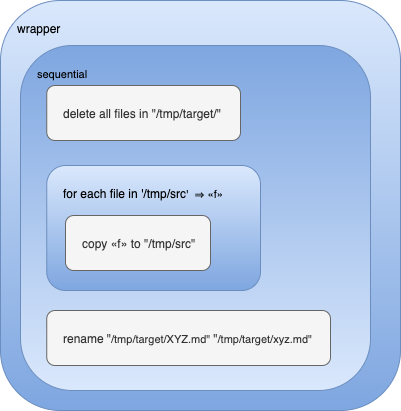 wrapper
sequential
delete all files in "/tmp/target/"
for each file in '/tmp/src' ⇒ «f»
copy «f» to "/tmp/src"
rename "/tmp/target/XYZ.md" "/tmp/target/xyz.md"